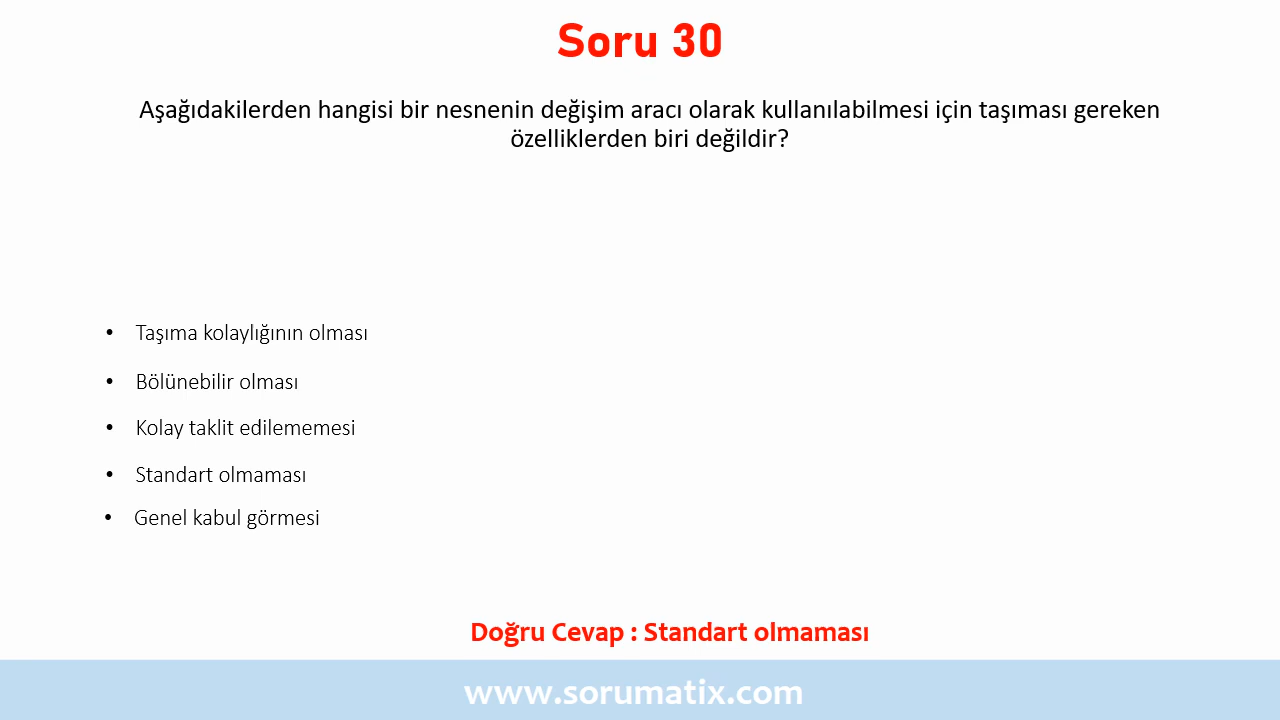 Soru 30
Aşağıdakilerden hangisi bir nesnenin değişim aracı olarak kullanılabilmesi için taşıması gereken
özelliklerden biri değildir?
• Taşıma kolaylığının olması
• Bölünebilir olması
• Kolay taklit edilememesi
• Standart olmaması
• Genel kabul görmesi
Doğru Cevap : Standart olmaması
www.sorumatix.com